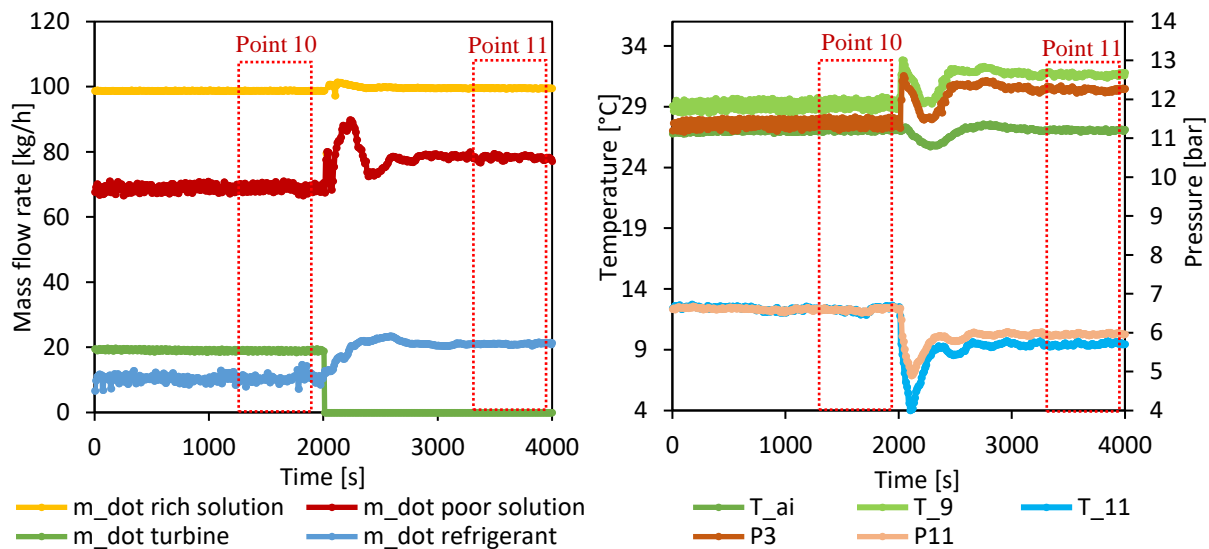 120
100
80
60
40
20
0
Mass flow rate [kg/h]
Point 10
Point 11
0
1000
2000
3000
4000
Time [s]
m_dot rich solution
m_dot poor solution
m_dot turbine
m_dot refrigerant
34
29
24
19
14
9
4
Temperature [°C]
Point 10
Point 11
14
13
12
11
10
9
8
7
6
5
4
Pressure [bar]
0
1000
2000
3000
4000
Time [s]
T_ai
T_9
T_11
P3
P11